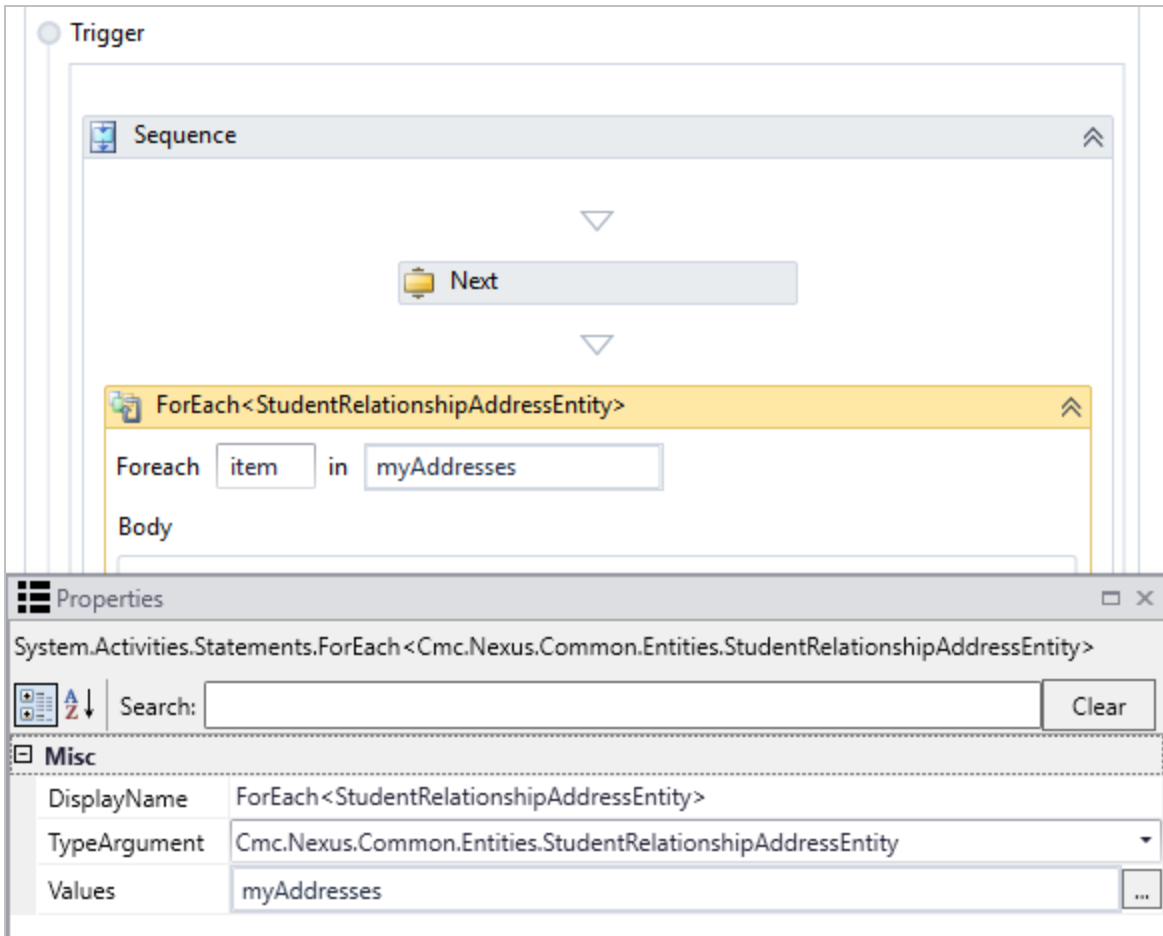 Trigger
Sequence
Next
ForEach<StudentRelationshipAddressEntity>
Foreach item in myAddresses
Body
Properties
System.Activities.Statements.ForEach<Cmc.Nexus.Common.Entities.StudentRelationshipAddressEntity>
A Z Search: Clear
Misc
DisplayName ForEach<StudentRelationshipAddressEntity>
TypeArgument Cmc.Nexus.Common.Entities.StudentRelationshipAddressEntity
Values myAddresses ...